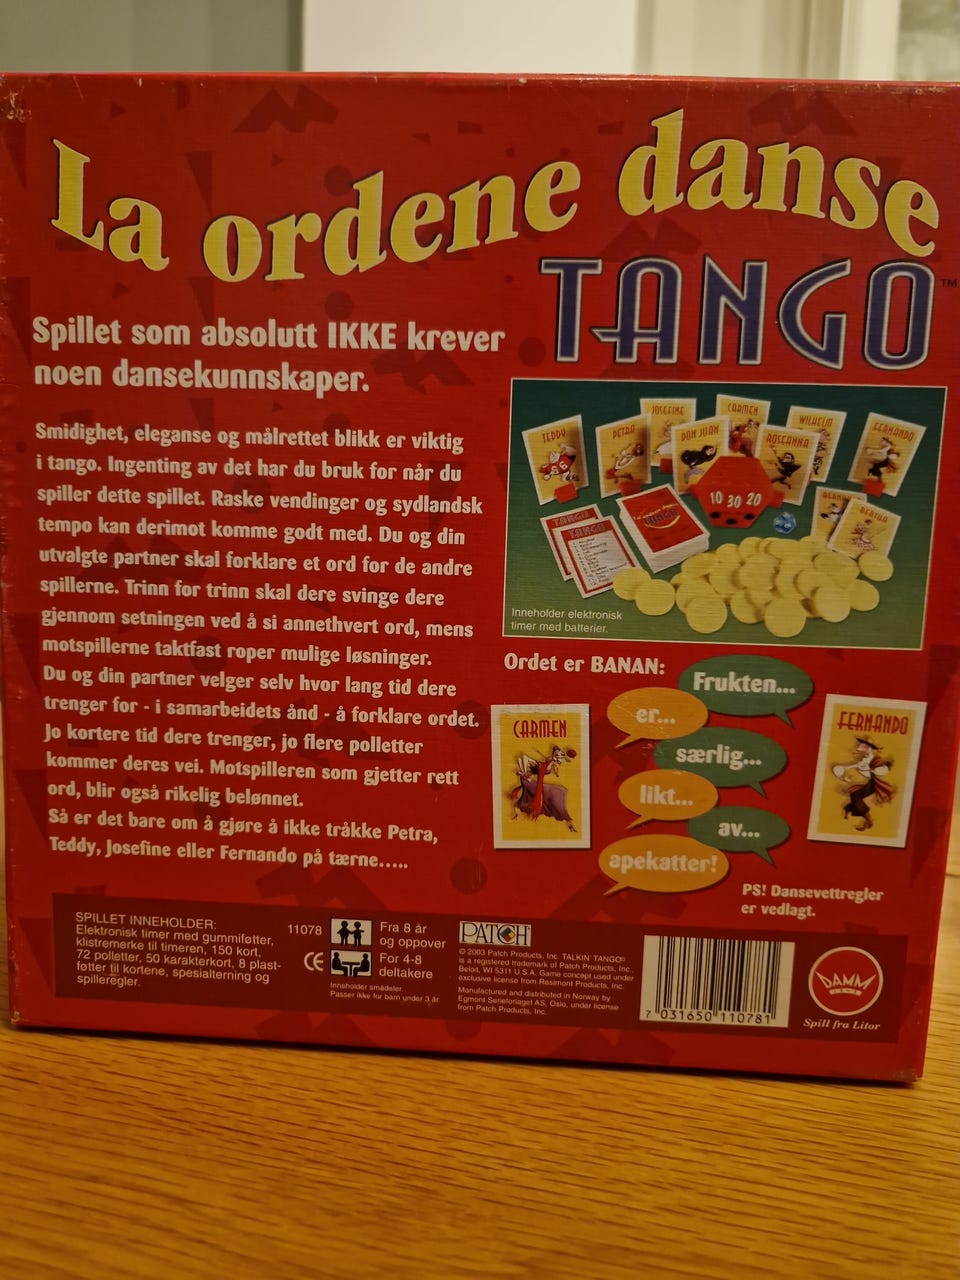 La ordene danse
TANGO™
Spillet som absolutt IKKE krever
noen dansekunnskaper.
Smidighet, eleganse og målrettet blikk er viktig
i tango. Ingenting av det har du bruk for når du
spiller dette spillet. Raske vendinger og sydlandsk
tempo kan derimot komme godt med. Du og din
utvalgte partner skal forklare et ord for de andre
spillerne. Trinn for trinn skal dere svinge dere
gjennom setningen ved å si annethvert ord, mens
motspillerne taktfast roper mulige løsninger.
Du og din partner velger selv hvor lang tid dere
trenger for - i samarbeidets ånd - å forklare ordet.
Jo kortere tid dere trenger, jo flere polletter
kommer deres vei. Motspilleren som gjetter rett
ord, blir også rikelig belønnet.
Så er det bare om å gjøre å ikke tråkke Petra,
Teddy, Josefine eller Fernando på tærne.....
TEDDY
PETRA
JOSEFINE
DON JUAN
CARMEN
ROSEANNA
WILHELM
FERNANDO
BERTHA
10 30 20
TANGO
TANGO
TANGO
Inneholder elektronisk
timer med batterier.
Ordet er BANAN:
Frukten...
er...
særlig...
likt...
av...
apekatter!
CARMEN
FERNANDO
PS! Dansevettregler
er vedlagt.
SPILLET INNEHOLDER:
Elektronisk timer med gummiføtter,
klistremerke til timeren, 150 kort,
72 polletter, 50 karakterkort, 8 plast-
føtter til kortene, spesialterning og
spilleregler.
11078
CE
Fra 8 år
og oppover
For 4-8
deltakere
Inneholder smådeler.
Passer ikke for barn under 3 år.
PATCH
© 2003 Patch Products, Inc. TALKIN' TANGO®
is a registered trademark of Patch Products, Inc.,
Beloit, WI 5311 U.S.A. Game concept used under
exclusive license from Resimont Products, Inc.
Manufactured and distributed in Norway by
Egmont Serieforlaget AS, Oslo, under license
from Patch Products, Inc.
7 031650 110781
DAMM
Spill fra Litor